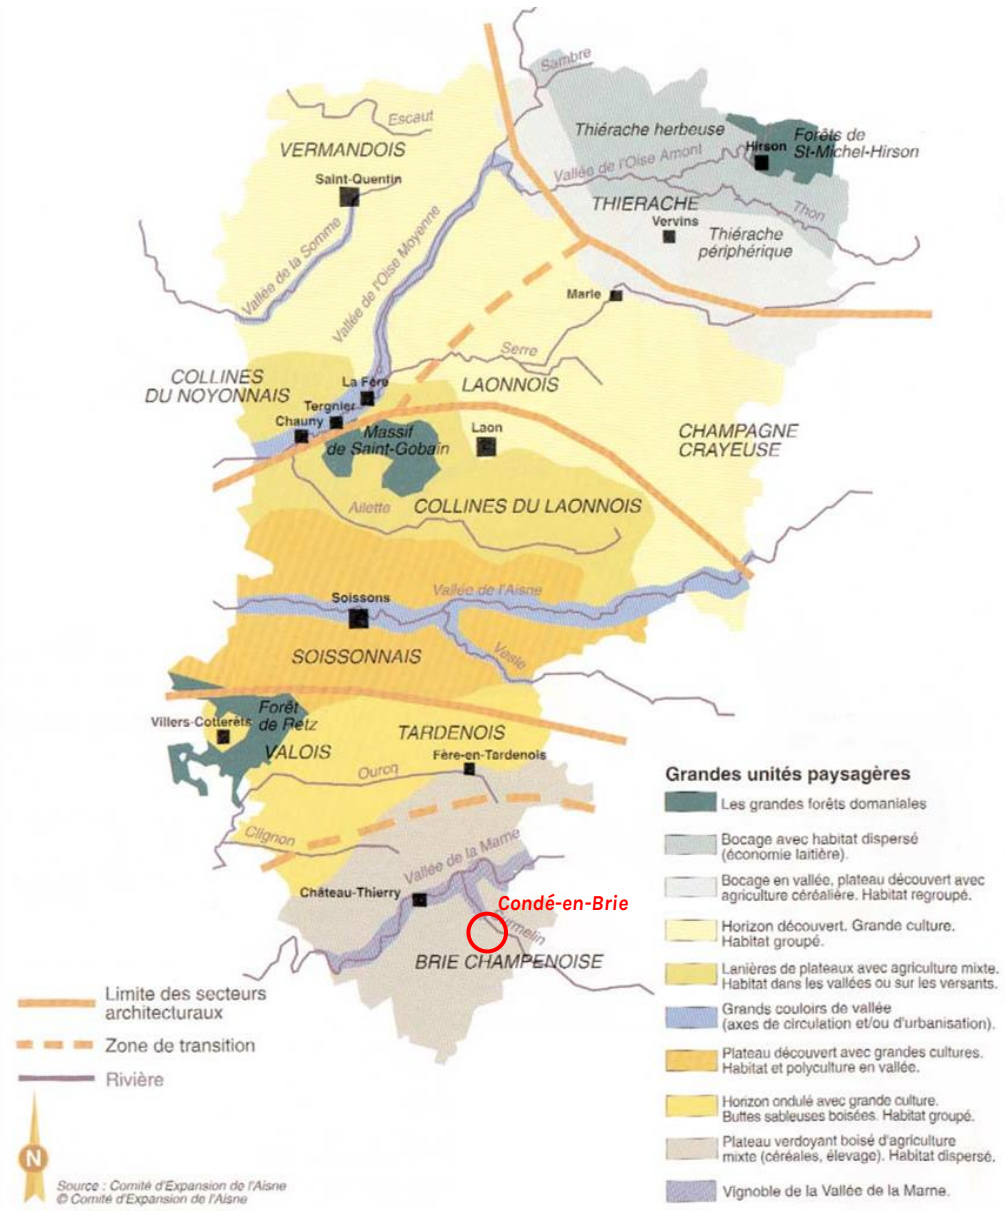 Sambre
Escaut
Thiérache herbeuse
Forêts de
St-Michel-Hirson
Hirson
VERMANDOIS
Vallée de l'Oise Amont
Saint-Quentin
THIERACHE
Thon
Vervins
Thiérache
périphérique
Vallée de la Somme
Vallée de l'Oise Moyenne
Marle
Serre
COLLINES
DU NOYONNAIS
La Fère
LAONNOIS
Tergnier
Chauny
Massif
de Saint-Gobain
Laon
CHAMPAGNE
CRAYEUSE
Ailette
COLLINES DU LAONNOIS
Vallée de l'Aisne
Soissons
SOISSONNAIS
Vesle
Forêt
de Retz
Villers-Cotterêts
VALOIS
TARDENOIS
Fère-en-Tardenois
Ourcq
Clignon
Vallée de la Marne
Château-Thierry
Condé-en-Brie
Surmelin
BRIE CHAMPENOISE
Grandes unités paysagères
Les grandes forêts domaniales
Bocage avec habitat dispersé
(économie laitière).
Bocage en vallée, plateau découvert avec
agriculture céréalière. Habitat regroupé.
Horizon découvert. Grande culture.
Habitat groupé.
Lanières de plateaux avec agriculture mixte.
Habitat dans les vallées ou sur les versants.
Grands couloirs de vallée
(axes de circulation et/ou d'urbanisation).
Plateau découvert avec grandes cultures.
Habitat et polyculture en vallée.
Horizon ondulé avec grande culture.
Buttes sableuses boisées. Habitat groupé.
Plateau verdoyant boisé d'agriculture
mixte (céréales, élevage). Habitat dispersé.
Vignoble de la Vallée de la Marne.
Limite des secteurs
architecturaux
Zone de transition
Rivière
N
Source : Comité d'Expansion de l'Aisne
© Comité d'Expansion de l'Aisne